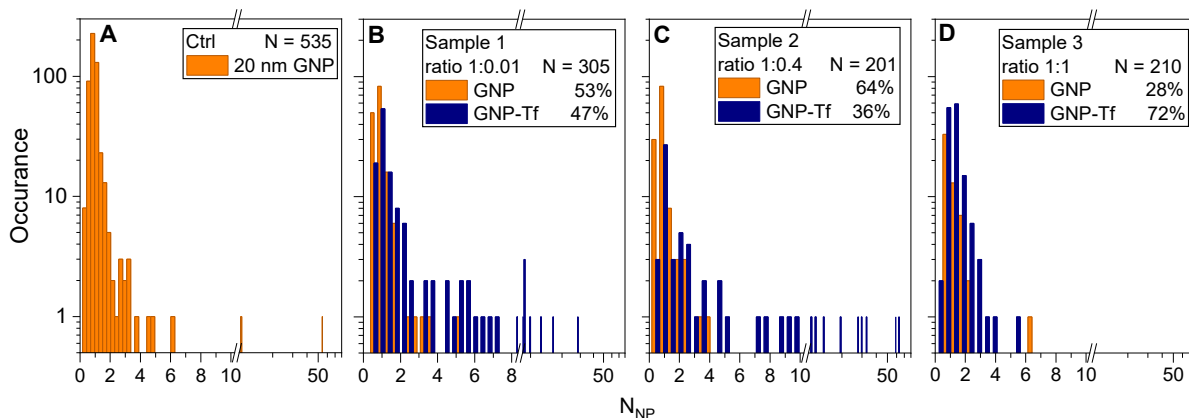 A
Ctrl N = 535
20 nm GNP
B
Sample 1
ratio 1:0.01 N = 305
GNP 53%
GNP-Tf 47%
C
Sample 2
ratio 1:0.4 N = 201
GNP 64%
GNP-Tf 36%
D
Sample 3
ratio 1:1 N = 210
GNP 28%
GNP-Tf 72%
Occurance
100
10
1
0 2 4 6 10 50
0 2 4 6 8 50
0 2 4 6 8 10 50
0 2 4 6 8 10 50
N_NP